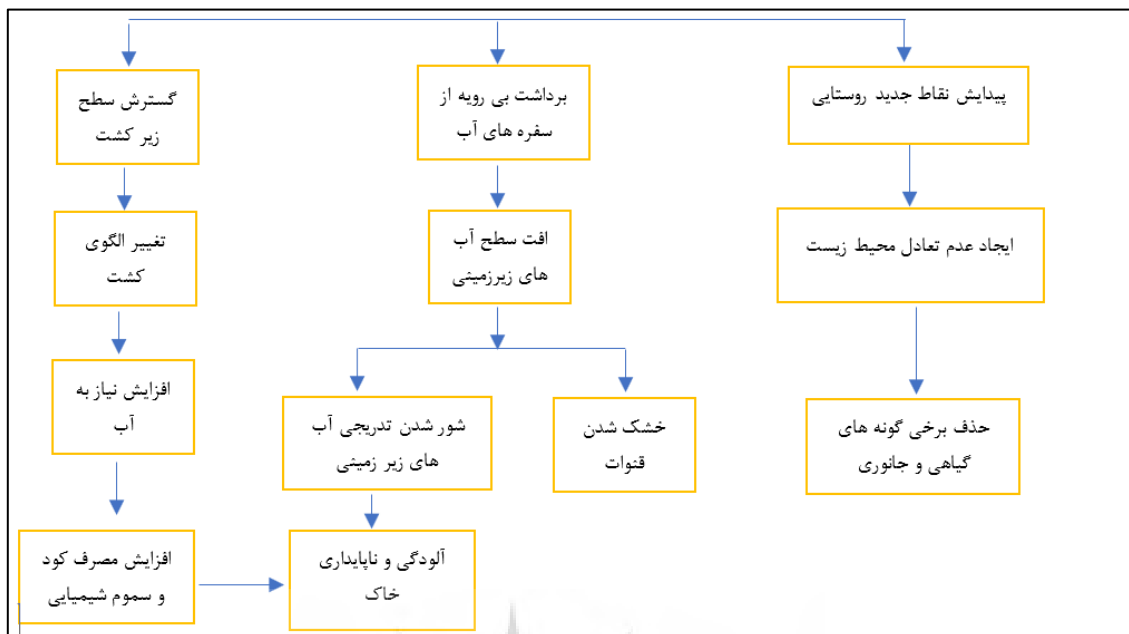 پیدایش نقاط جدید روستایی
برداشت بی رویه از
سفره های آب
گسترش سطح
زیر کشت
ایجاد عدم تعادل محیط زیست
افت سطح آب
های زیرزمینی
تغییر الگوی
کشت
حذف برخی گونه های
گیاهی و جانوری
خشک شدن
قنوات
شور شدن تدریجی آب
های زیر زمینی
افزایش نیاز به
آب
آلودگی و ناپایداری
خاک
افزایش مصرف کود
و سموم شیمیایی